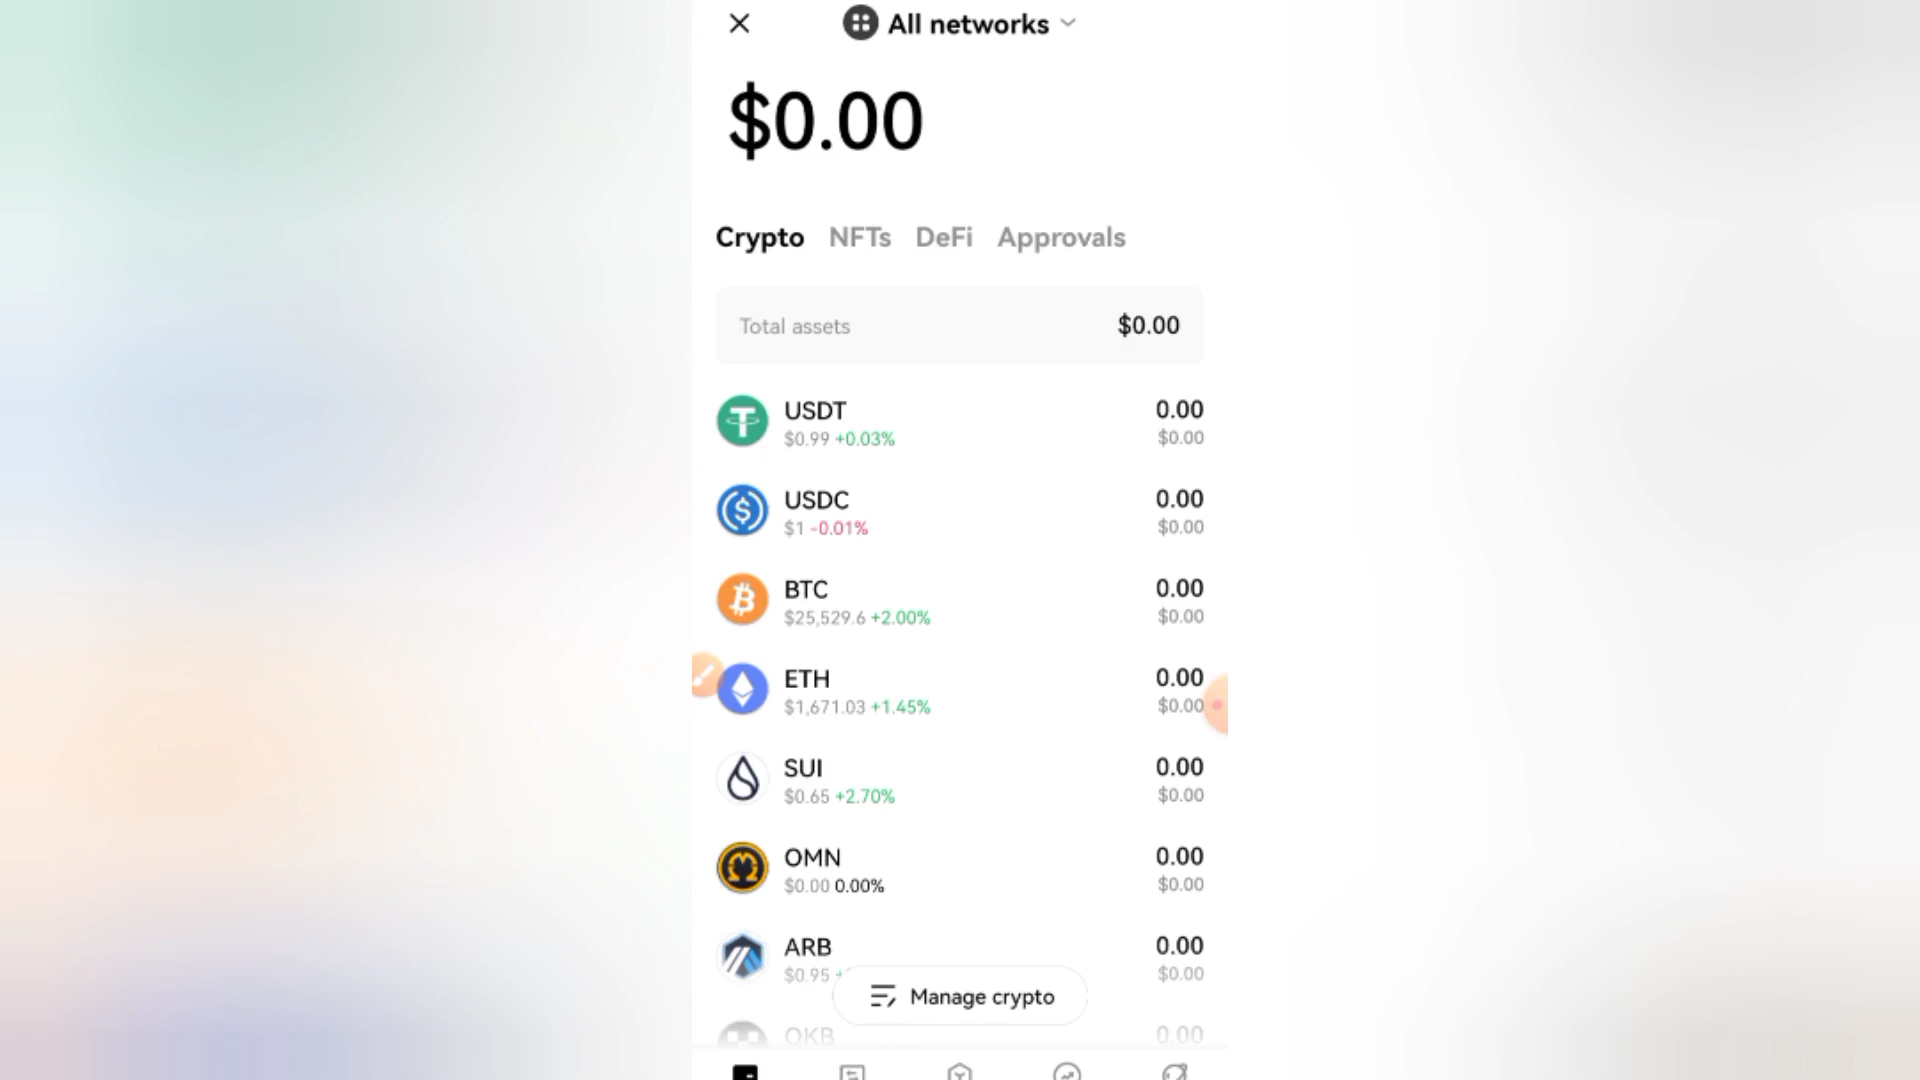 All networks
$0.00
Crypto NFTs DeFi Approvals
Total assets $0.00
USDT 0.00
$0.99 +0.03% $0.00
USDC 0.00
$1 -0.01% $0.00
BTC 0.00
$25,529.6 +2.00% $0.00
ETH 0.00
$1,671.03 +1.45% $0.00
SUI 0.00
$0.65 +2.70% $0.00
OMN 0.00
$0.00 0.00% $0.00
ARB 0.00
$0.95 + $0.00
Manage crypto
OKB 0.00